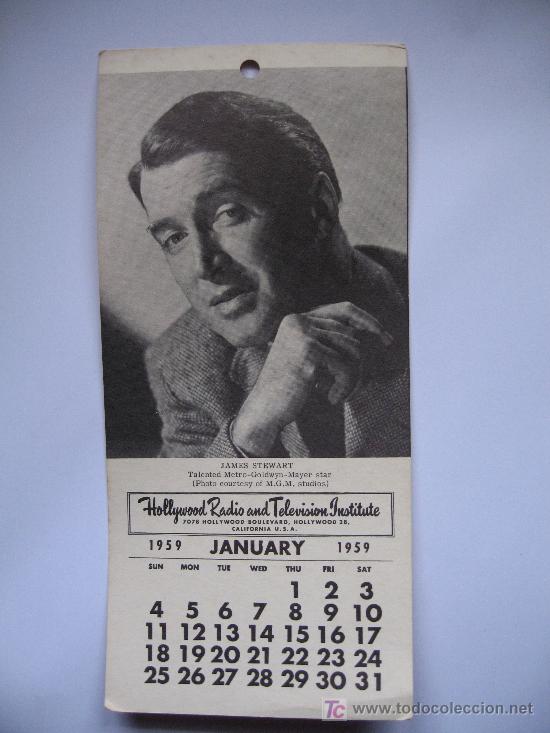 JAMES STEWART
Talented Metro-Goldwyn-Mayer star
(Photo courtesy of M.G.M. studios)
Hollywood Radio and Television Institute
7078 HOLLYWOOD BOULEVARD, HOLLYWOOD 28,
CALIFORNIA U.S.A.
1959 JANUARY 1959
SUN MON TUE WED THU FRI SAT
1 2 3
4 5 6 7 8 9 10
11 12 13 14 15 16 17
18 19 20 21 22 23 24
25 26 27 28 29 30 31
TC todocoleccion.net